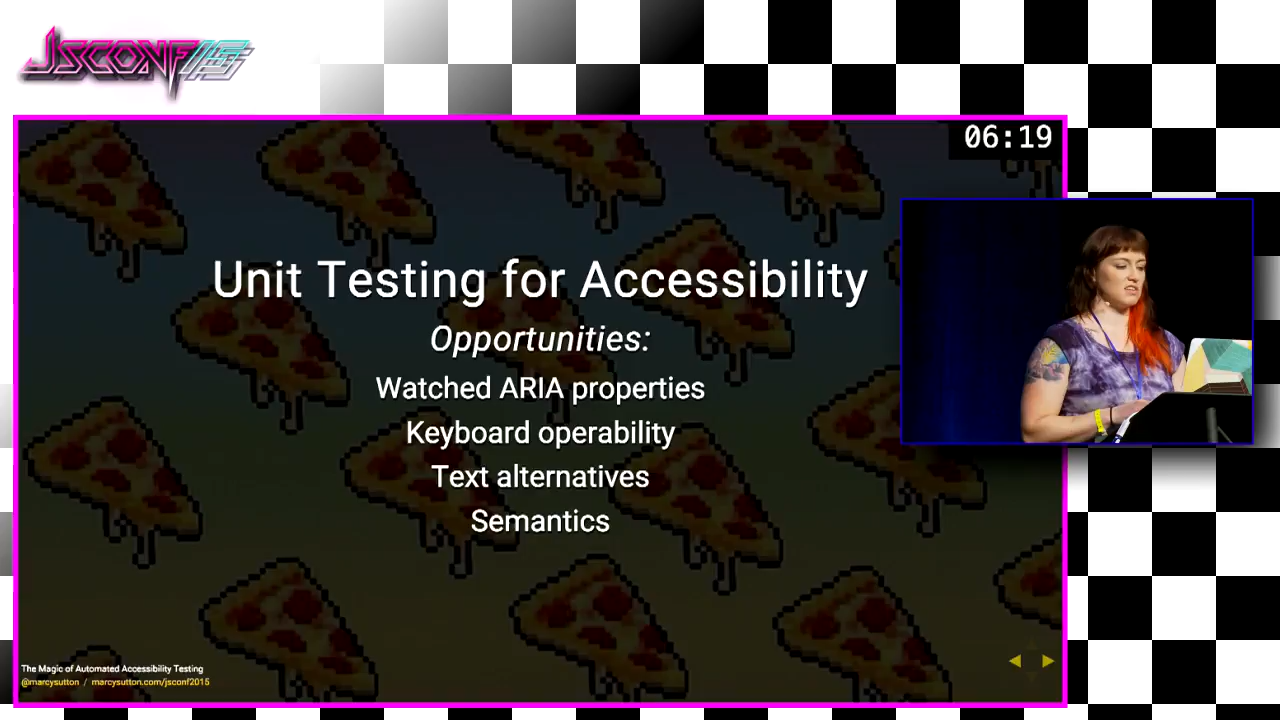 JSCONF15
06:19
Unit Testing for Accessibility
Opportunities:
Watched ARIA properties
Keyboard operability
Text alternatives
Semantics
The Magic of Automated Accessibility Testing
@marcysutton / marcysutton.com/jsconf2015